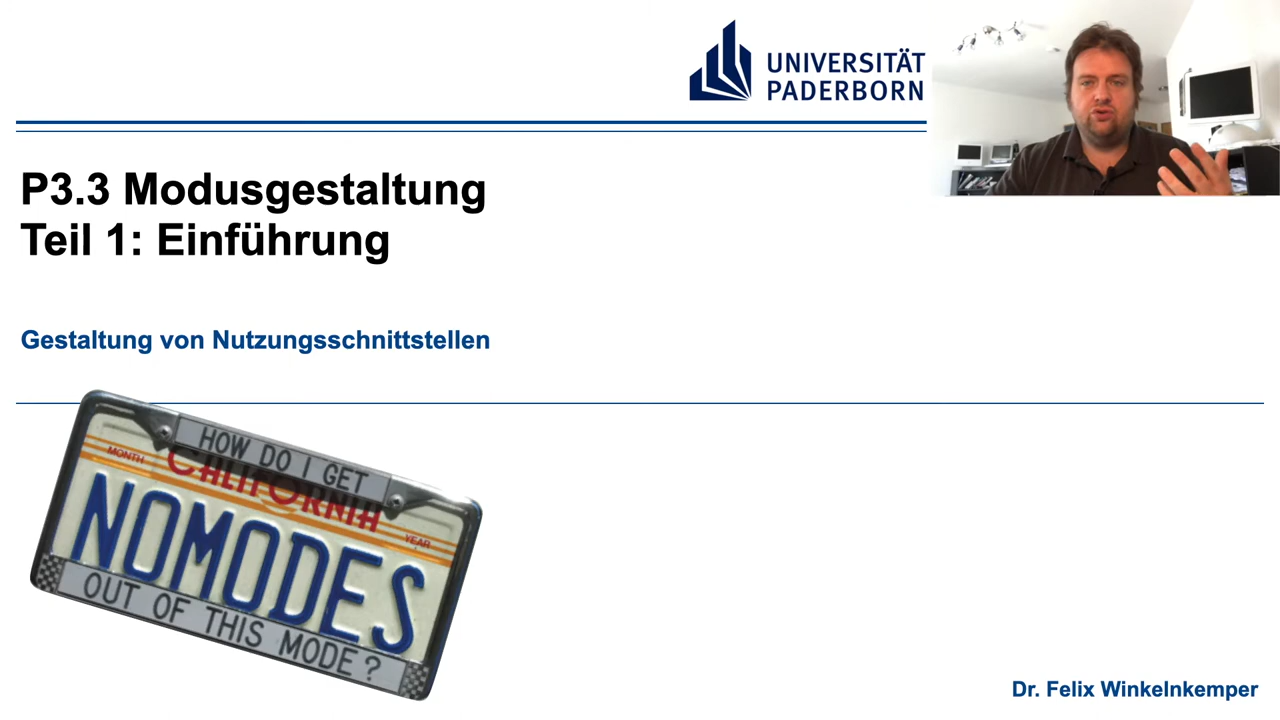 UNIVERSITÄT
PADERBORN
P3.3 Modusgestaltung
Teil 1: Einführung
Gestaltung von Nutzungsschnittstellen
HOW DO I GET
MONTH
CALIFORNIA
YEAR
NOMODES
OUT OF THIS MODE?
Dr. Felix Winkelnkemper